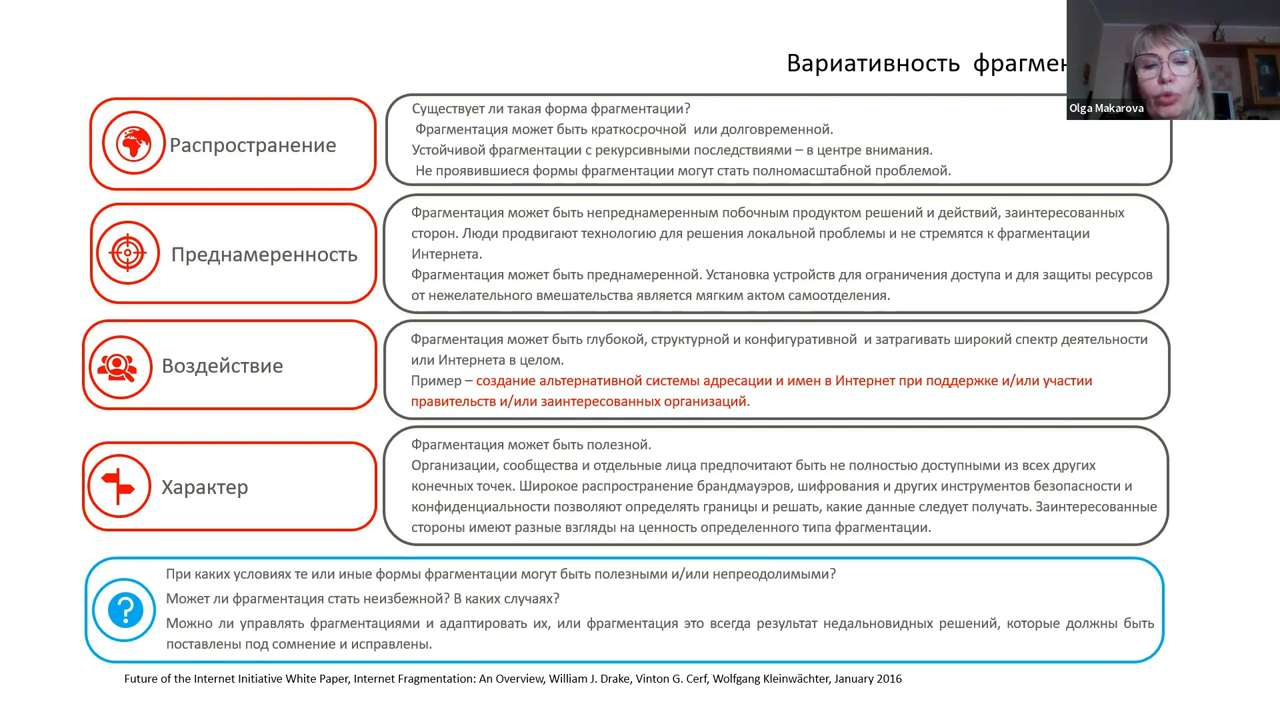 Вариативность фрагмен
Olga Makarova
Распространение
Существует ли такая форма фрагментации?
Фрагментация может быть краткосрочной или долговременной.
Устойчивой фрагментации с рекурсивными последствиями – в центре внимания.
Не проявившиеся формы фрагментации могут стать полномасштабной проблемой.
Преднамеренность
Фрагментация может быть непреднамеренным побочным продуктом решений и действий, заинтересованных
сторон. Люди продвигают технологию для решения локальной проблемы и не стремятся к фрагментации
Интернета.
Фрагментация может быть преднамеренной. Установка устройств для ограничения доступа и для защиты ресурсов
от нежелательного вмешательства является мягким актом самоотделения.
Воздействие
Фрагментация может быть глубокой, структурной и конфигуративной и затрагивать широкий спектр деятельности
или Интернета в целом.
Пример – создание альтернативной системы адресации и имен в Интернет при поддержке и/или участии
правительств и/или заинтересованных организаций.
Характер
Фрагментация может быть полезной.
Организации, сообщества и отдельные лица предпочитают быть не полностью доступными из всех других
конечных точек. Широкое распространение брандмауэров, шифрования и других инструментов безопасности и
конфиденциальности позволяют определять границы и решать, какие данные следует получать. Заинтересованные
стороны имеют разные взгляды на ценность определенного типа фрагментации.
При каких условиях те или иные формы фрагментации могут быть полезными и/или непреодолимыми?
Может ли фрагментация стать неизбежной? В каких случаях?
Можно ли управлять фрагментациями и адаптировать их, или фрагментация это всегда результат недальновидных решений, которые должны быть
поставлены под сомнение и исправлены.
Future of the Internet Initiative White Paper, Internet Fragmentation: An Overview, William J. Drake, Vinton G. Cerf, Wolfgang Kleinwächter, January 2016